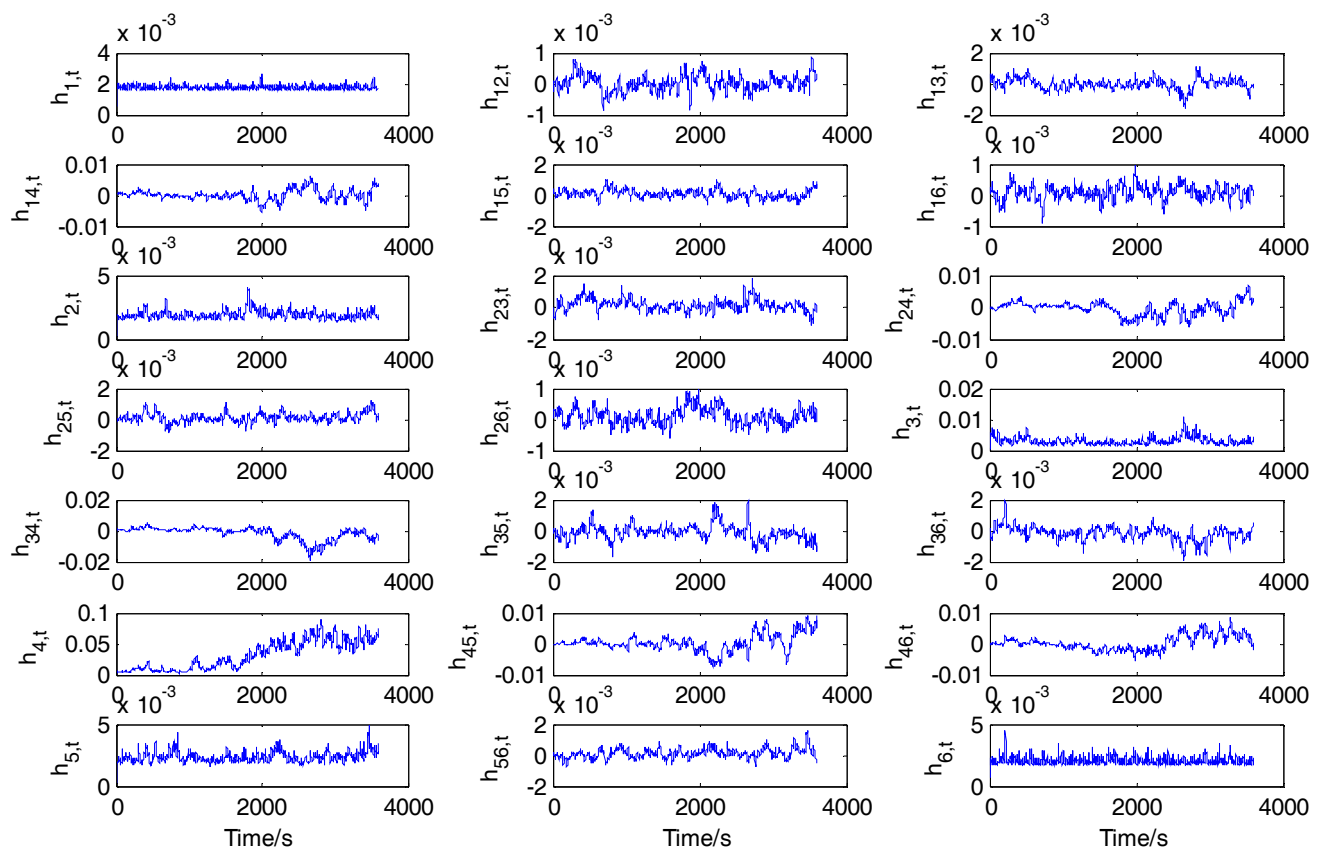 x 10^-3
x 10^-3
x 10^-3
h1,t
4
2
0
0 2000 4000
h12,t
1
0
-1
0 2000 4000
h13,t
2
0
-2
0 2000 4000
x 10^-3
x 10^-3
h14,t
0.01
0
-0.01
0 2000 4000
h15,t
2
0
-2
0 2000 4000
h16,t
1
0
-1
0 2000 4000
x 10^-3
x 10^-3
h2,t
5
0
0 2000 4000
h23,t
2
0
-2
0 2000 4000
h24,t
0.01
0
-0.01
0 2000 4000
x 10^-3
x 10^-3
h25,t
2
0
-2
0 2000 4000
h26,t
1
0
-1
0 2000 4000
h3,t
0.02
0.01
0
0 2000 4000
x 10^-3
x 10^-3
h34,t
0.02
0
-0.02
0 2000 4000
h35,t
2
0
-2
0 2000 4000
h36,t
2
0
-2
0 2000 4000
h4,t
0.1
0.05
0
0 2000 4000
h45,t
0.01
0
-0.01
0 2000 4000
h46,t
0.01
0
-0.01
0 2000 4000
x 10^-3
x 10^-3
x 10^-3
h5,t
5
0
0 2000 4000
Time/s
h56,t
2
0
-2
0 2000 4000
Time/s
h6,t
5
0
0 2000 4000
Time/s